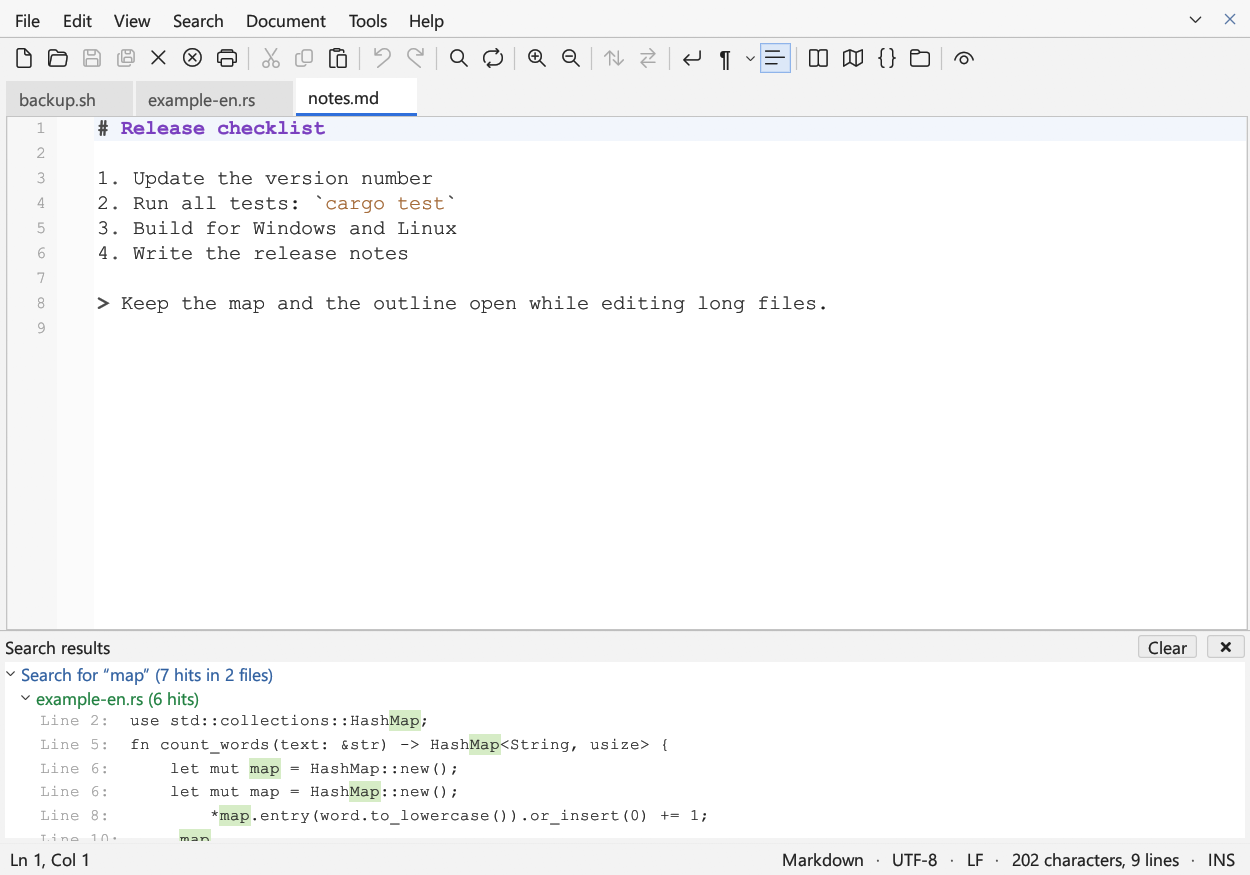 File Edit View Search Document Tools Help
backup.sh example-en.rs notes.md
1 # Release checklist
2
3 1. Update the version number
4 2. Run all tests: `cargo test`
5 3. Build for Windows and Linux
6 4. Write the release notes
7
8 > Keep the map and the outline open while editing long files.
9
Search results Clear
Search for “map” (7 hits in 2 files)
example-en.rs (6 hits)
Line 2: use std::collections::HashMap;
Line 5: fn count_words(text: &str) -> HashMap<String, usize> {
Line 6: let mut map = HashMap::new();
Line 6: let mut map = HashMap::new();
Line 8: *map.entry(word.to_lowercase()).or_insert(0) += 1;
Line 10: map
Ln 1, Col 1 Markdown · UTF-8 · LF · 202 characters, 9 lines · INS